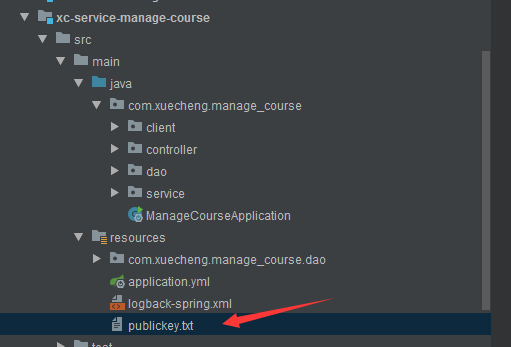 xc-service-manage-course
src
main
java
com.xuecheng.manage_course
client
controller
dao
service
ManageCourseApplication
resources
com.xuecheng.manage_course.dao
application.yml
logback-spring.xml
publickey.txt
test